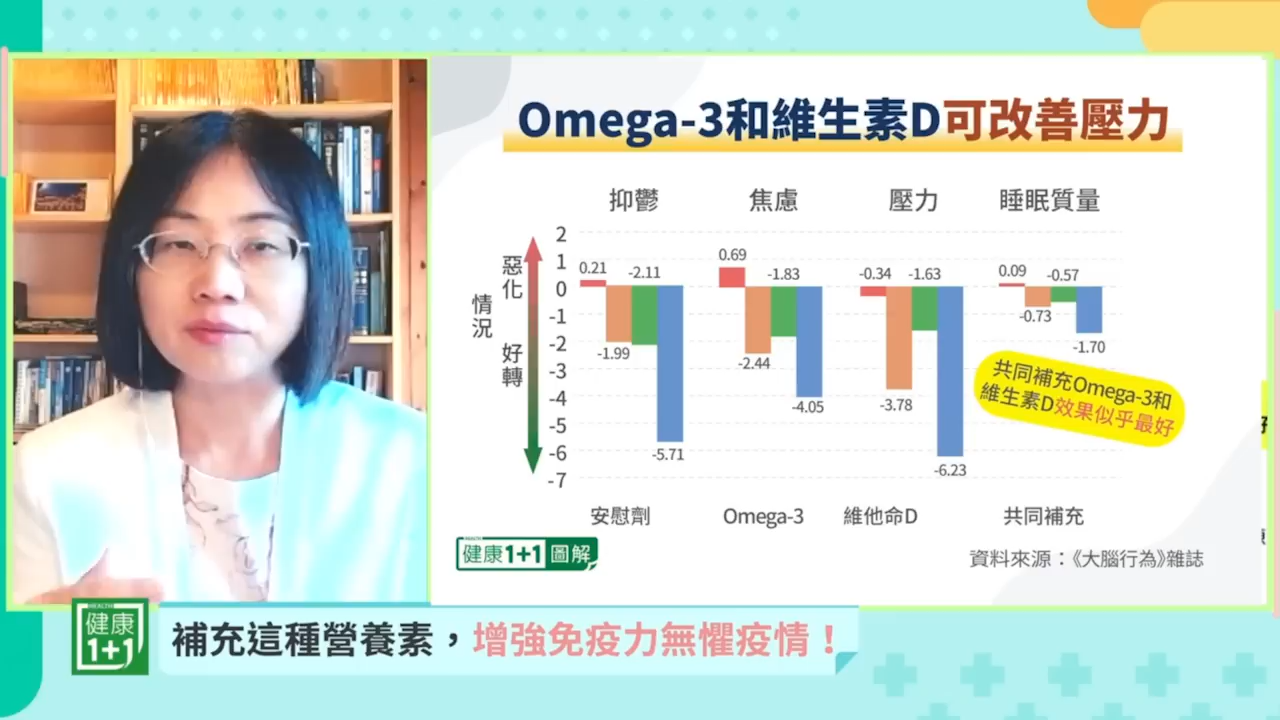 Omega-3和維生素D可改善壓力
抑鬱 焦慮 壓力 睡眠質量
情況
惡化
好轉
2
1
0
-1
-2
-3
-4
-5
-6
-7
0.21 -1.99 -2.11 -5.71
0.69 -2.44 -1.83 -4.05
-0.34 -3.78 -1.63 -6.23
0.09 -0.73 -0.57 -1.70
共同補充Omega-3和
維生素D效果似乎最好
安慰劑 Omega-3 維他命D 共同補充
HEALTH
健康1+1 圖解
資料來源：《大腦行為》雜誌
HEALTH
健康
1+1
補充這種營養素，增強免疫力無懼疫情！